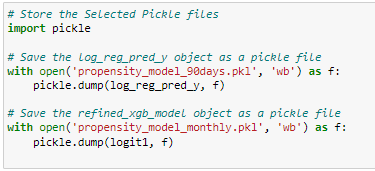 # Store the Selected Pickle files
import pickle
# Save the log_reg_pred_y object as a pickle file
with open('propensity_model_90days.pkl', 'wb') as f:
pickle.dump(log_reg_pred_y, f)
# Save the refined_xgb_model object as a pickle file
with open('propensity_model_monthly.pkl', 'wb') as f:
pickle.dump(logit1, f)